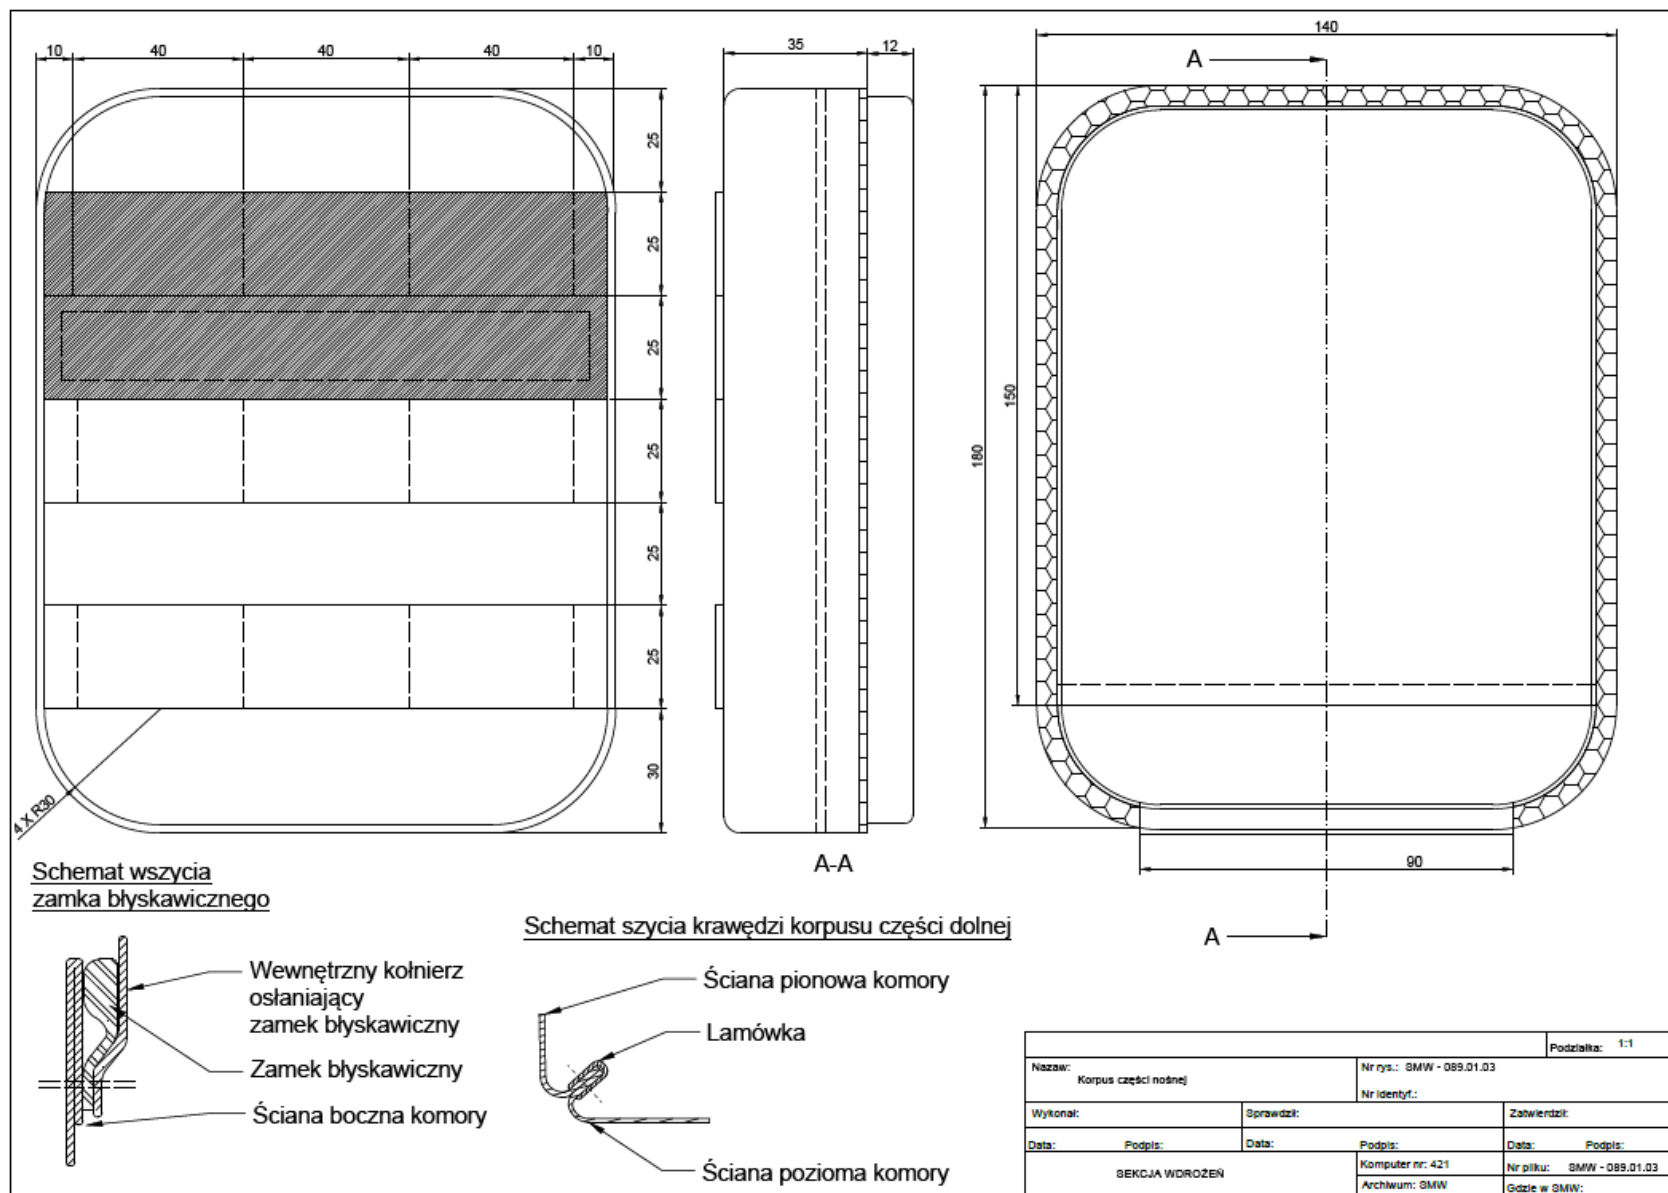 10 40 40 40 10
25
25
25
25
25
25
30
4 X R30
35 12
A-A
140
A
180
150
90
A
Schemat wszycia
zamka błyskawicznego
Wewnętrzny kołnierz
osłaniający
zamek błyskawiczny
Zamek błyskawiczny
Ściana boczna komory
Schemat szycia krawędzi korpusu części dolnej
Ściana pionowa komory
Lamówka
Ściana pozioma komory
Podziałka: 1:1
Nazaw:
Korpus części nośnej
Nr rys.: SMW - 089.01.03
Nr identyf.:
Wykonał: Sprawdził: Zatwierdził:
Data: Podpis: Data: Podpis: Data: Podpis:
SEKCJA WDROŻEŃ
Komputer nr: 421
Nr pliku: SMW - 089.01.03
Archiwum: SMW
Gdzie w SMW: